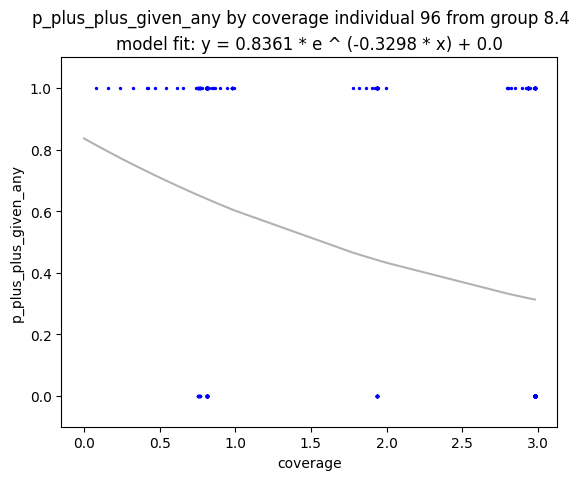 p_plus_plus_given_any by coverage individual 96 from group 8.4
model fit: y = 0.8361 * e ^ (-0.3298 * x) + 0.0
1.0
0.8
0.6
0.4
0.2
0.0
p_plus_plus_given_any
0.0 0.5 1.0 1.5 2.0 2.5 3.0
coverage